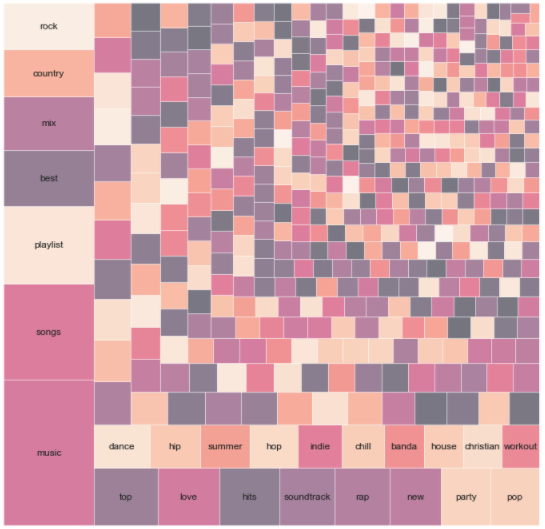 rock
country
mix
best
playlist
songs
music
dance hip summer hop indie chill banda house christian workout
top love hits soundtrack rap new party pop